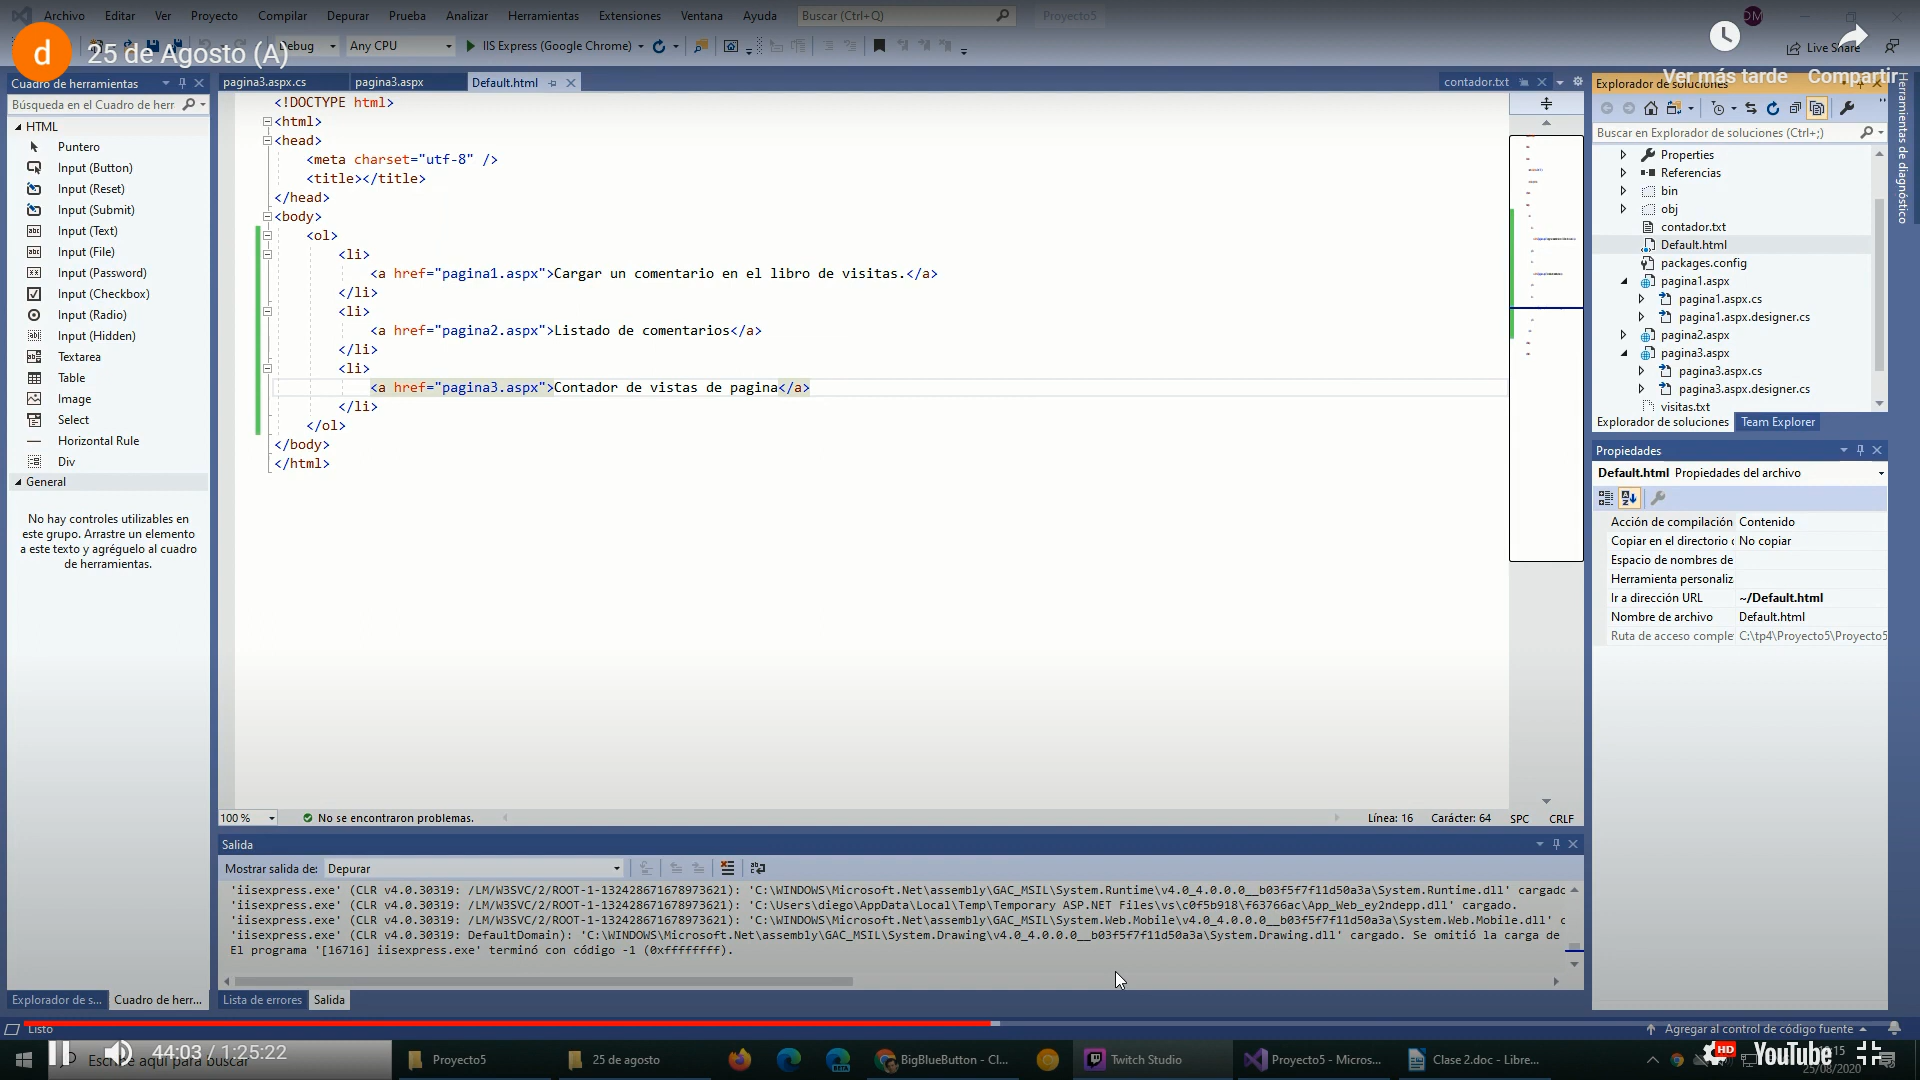 Archivo Editar Ver Proyecto Compilar Depurar Prueba Analizar Herramientas Extensiones Ventana Ayuda Buscar (Ctrl+Q) Proyecto5 DM
d 25 de Agosto (A)
Debug Any CPU IIS Express (Google Chrome) Live Share
Ver más tarde Compartir
Cuadro de herramientas
Búsqueda en el Cuadro de herr
HTML
Puntero
Input (Button)
Input (Reset)
Input (Submit)
Input (Text)
Input (File)
Input (Password)
Input (Checkbox)
Input (Radio)
Input (Hidden)
Textarea
Table
Image
Select
Horizontal Rule
Div
General
No hay controles utilizables en
este grupo. Arrastre un elemento
a este texto y agréguelo al cuadro
de herramientas.
Explorador de s... Cuadro de herr...
pagina3.aspx.cs pagina3.aspx Default.html contador.txt
<!DOCTYPE html>
<html>
<head>
<meta charset="utf-8" />
<title></title>
</head>
<body>
<ol>
<li>
<a href="pagina1.aspx">Cargar un comentario en el libro de visitas.</a>
</li>
<li>
<a href="pagina2.aspx">Listado de comentarios</a>
</li>
<li>
<a href="pagina3.aspx">Contador de vistas de pagina</a>
</li>
</ol>
</body>
</html>
100 % No se encontraron problemas. Línea: 16 Carácter: 64 SPC CRLF
Salida
Mostrar salida de: Depurar
'iisexpress.exe' (CLR v4.0.30319: /LM/W3SVC/2/ROOT-1-132428671678973621): 'C:\WINDOWS\Microsoft.Net\assembly\GAC_MSIL\System.Runtime\v4.0_4.0.0.0__b03f5f7f11d50a3a\System.Runtime.dll' cargado
'iisexpress.exe' (CLR v4.0.30319: /LM/W3SVC/2/ROOT-1-132428671678973621): 'C:\Users\diego\AppData\Local\Temp\Temporary ASP.NET Files\vs\c0f5b918\f63766ac\App_Web_ey2ndepp.dll' cargado.
'iisexpress.exe' (CLR v4.0.30319: /LM/W3SVC/2/ROOT-1-132428671678973621): 'C:\WINDOWS\Microsoft.Net\assembly\GAC_MSIL\System.Web.Mobile\v4.0_4.0.0.0__b03f5f7f11d50a3a\System.Web.Mobile.dll' c
'iisexpress.exe' (CLR v4.0.30319: DefaultDomain): 'C:\WINDOWS\Microsoft.Net\assembly\GAC_MSIL\System.Drawing\v4.0_4.0.0.0__b03f5f7f11d50a3a\System.Drawing.dll' cargado. Se omitió la carga de
El programa '[16716] iisexpress.exe' terminó con código -1 (0xffffffff).
Lista de errores Salida
Explorador de soluciones
Buscar en Explorador de soluciones (Ctrl+;)
Properties
Referencias
bin
obj
contador.txt
Default.html
packages.config
pagina1.aspx
pagina1.aspx.cs
pagina1.aspx.designer.cs
pagina2.aspx
pagina3.aspx
pagina3.aspx.cs
pagina3.aspx.designer.cs
visitas.txt
Explorador de soluciones Team Explorer
Propiedades
Default.html Propiedades del archivo
Acción de compilación Contenido
Copiar en el directorio No copiar
Espacio de nombres de
Herramienta personaliz
Ir a dirección URL ~/Default.html
Nombre de archivo Default.html
Ruta de acceso comple C:\tp4\Proyecto5\Proyecto5
Herramientas de diagnóstico
Listo Agregar al control de código fuente
Escribe aquí para buscar
44:03 / 1:25:22
Proyecto5 25 de agosto BETA BigBlueButton - Cl... Twitch Studio Proyecto5 - Micros... Clase 2.doc - Libre...
HD YouTube
25/08/2020